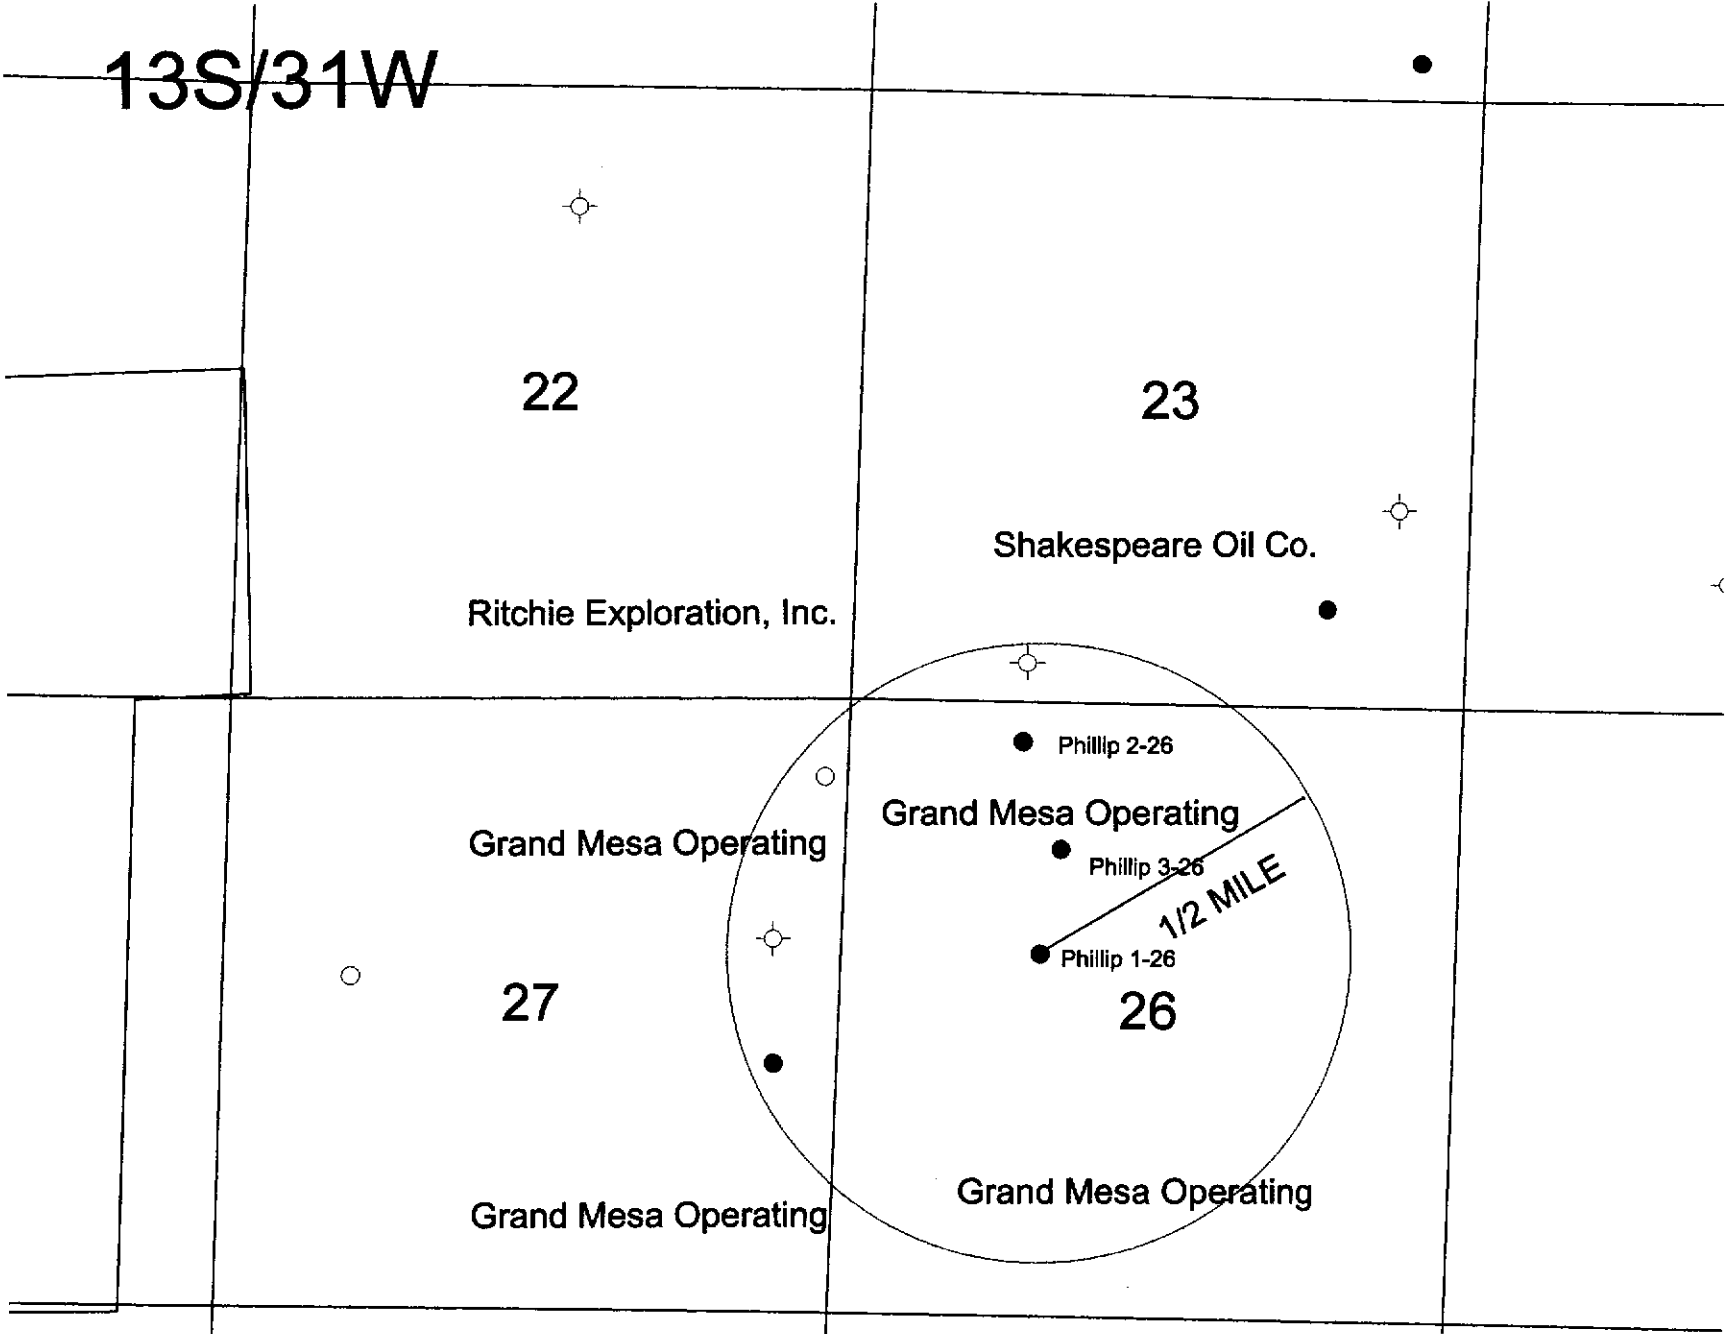 13S/31W
22
23
Shakespeare Oil Co.
Ritchie Exploration, Inc.
Phillip 2-26
Grand Mesa Operating
Grand Mesa Operating
Phillip 3-26
1/2 MILE
Phillip 1-26
27
26
Grand Mesa Operating
Grand Mesa Operating